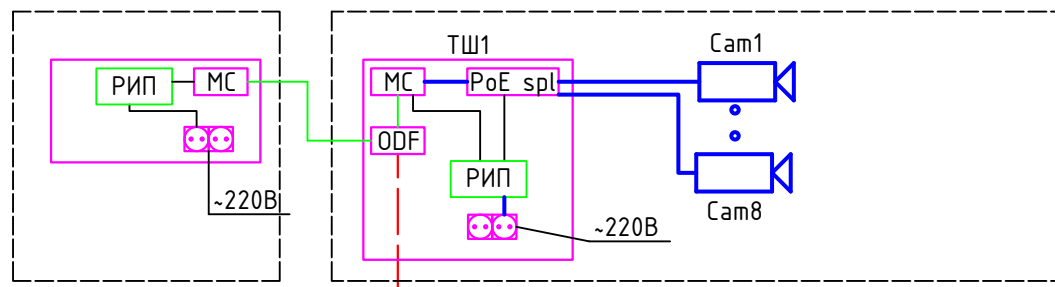 ТШ1
Cam1
РИП
МС
МС
PoE spl
ODF
РИП
~220В
~220В
Cam8